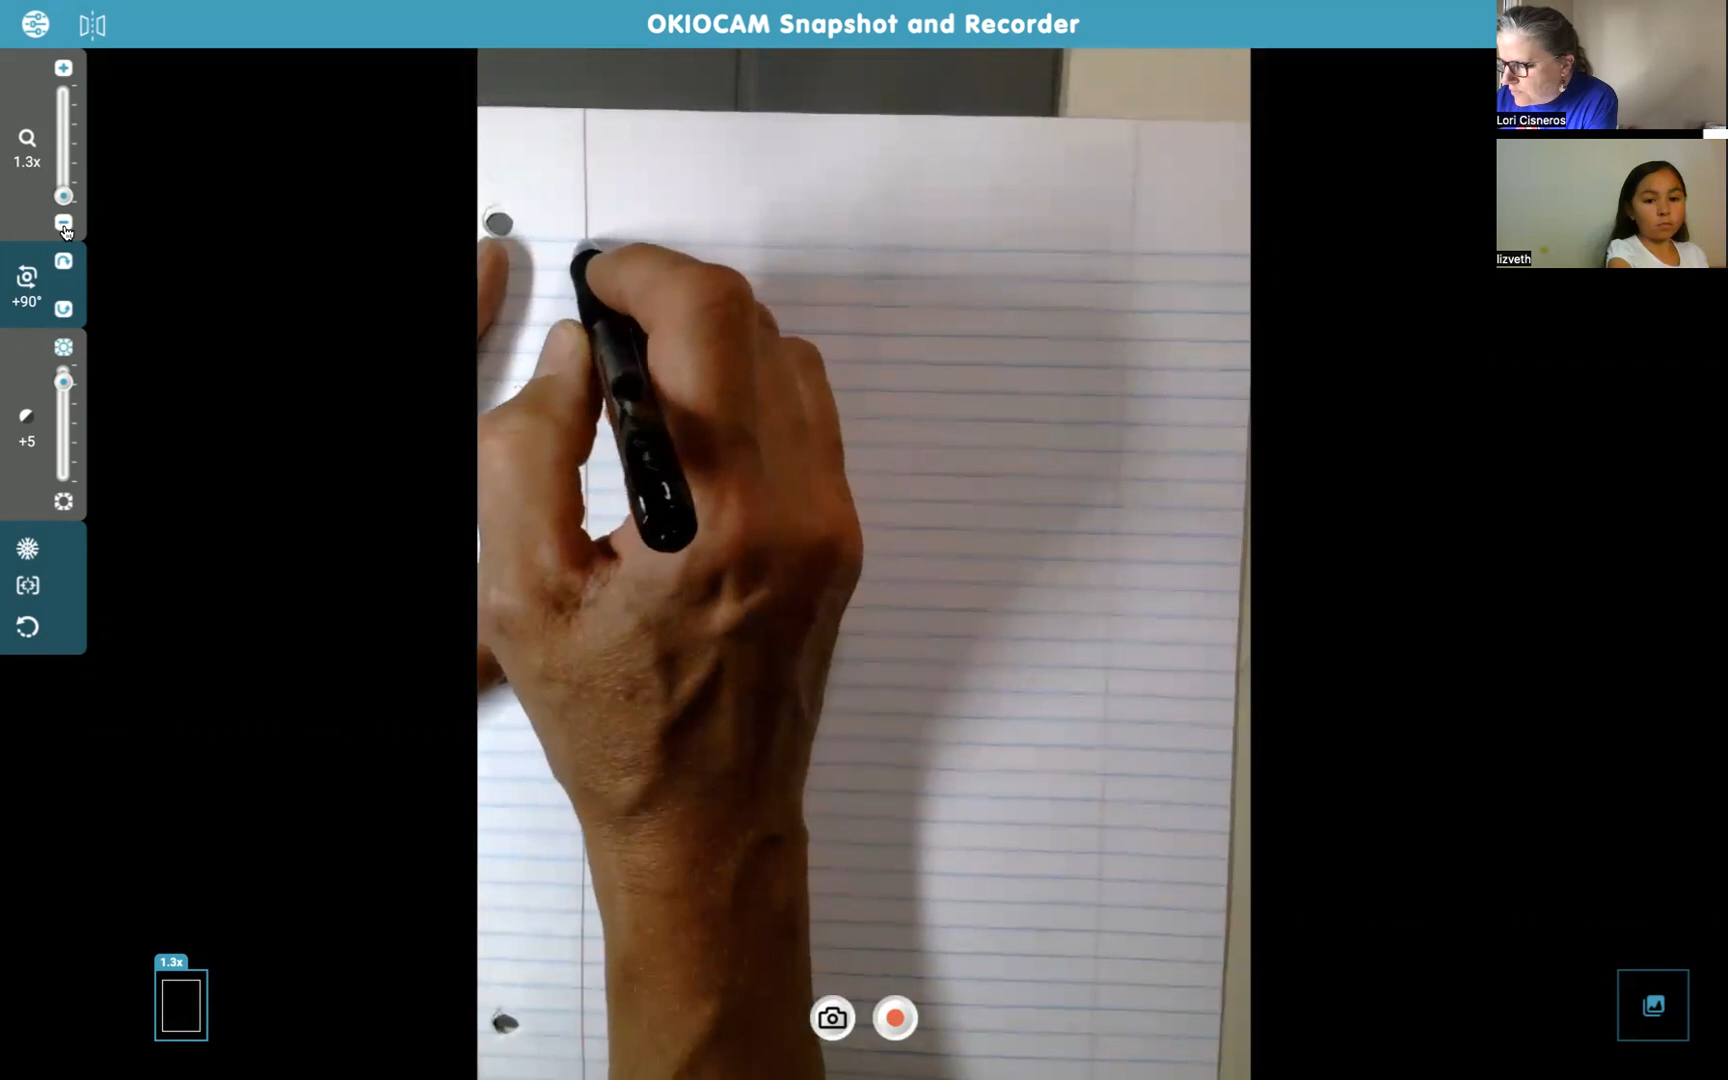 OKIOCAM Snapshot and Recorder
Lori Cisneros
lizveth
1.3x
+90°
+5
1.3x